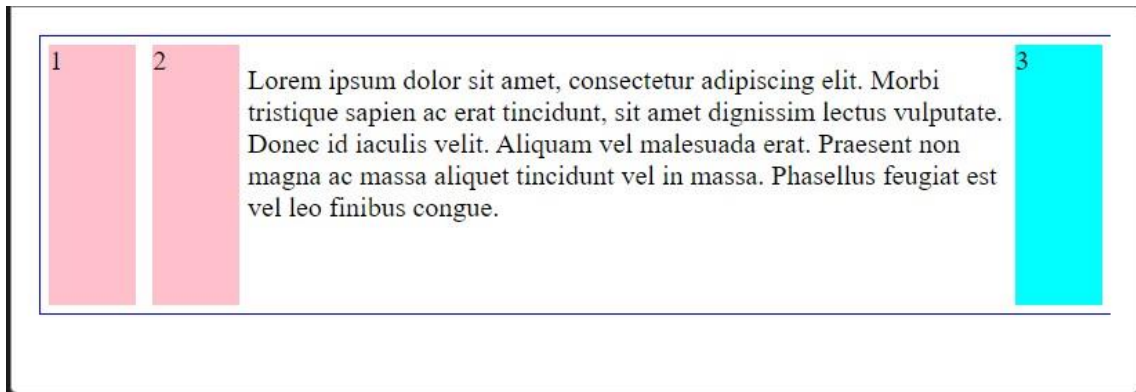 1
2
Lorem ipsum dolor sit amet, consectetur adipiscing elit. Morbi
tristique sapien ac erat tincidunt, sit amet dignissim lectus vulputate.
Donec id iaculis velit. Aliquam vel malesuada erat. Praesent non
magna ac massa aliquet tincidunt vel in massa. Phasellus feugiat est
vel leo finibus congue.
3